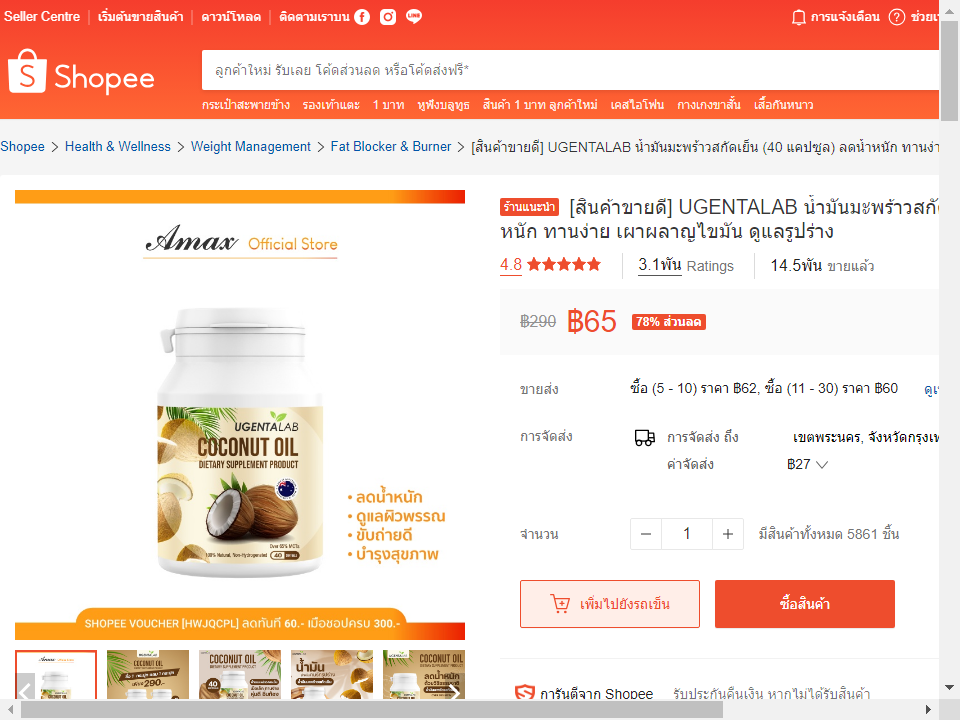 Seller Centre เริ่มต้นขายสินค้า ดาวน์โหลด ติดตามเราบน LINE การแจ้งเตือน ช่วยเ
Shopee
ลูกค้าใหม่ รับเลย โค้ดส่วนลด หรือโค้ดส่งฟรี*
กระเป๋าสะพายข้าง รองเท้าแตะ 1 บาท หูฟังบลูทูธ สินค้า 1 บาท ลูกค้าใหม่ เคสไอโฟน กางเกงขาสั้น เสื้อกันหนาว
Shopee > Health & Wellness > Weight Management > Fat Blocker & Burner > [สินค้าขายดี] UGENTALAB น้ำมันมะพร้าวสกัดเย็น (40 แคปซูล) ลดน้ำหนัก ทานง่า
Amax Official Store
UGENTALAB
COCONUT OIL
DIETARY SUPPLEMENT PRODUCT
Over 65% MCTs
100% Natural, Non-Hydrogenated 40
• ลดน้ำหนัก
• ดูแลผิวพรรณ
• ขับถ่ายดี
• บำรุงสุขภาพ
SHOPEE VOUCHER [HWJQCPL] ลดทันที 60.- เมื่อชอปครบ 300.-
COCONUT OIL
290.-
COCONUT OIL
40
น้ำมัน
COCONUT OIL
ลดน้ำหนัก
ร้านแนะนำ [สินค้าขายดี] UGENTALAB น้ำมันมะพร้าวสกั
หนัก ทานง่าย เผาผลาญไขมัน ดูแลรูปร่าง
4.8 3.1พัน Ratings 14.5พัน ขายแล้ว
฿290 ฿65 78% ส่วนลด
ขายส่ง ซื้อ (5 - 10) ราคา ฿62, ซื้อ (11 - 30) ราคา ฿60 ดูเ
การจัดส่ง การจัดส่ง ถึง เขตพระนคร, จังหวัดกรุงเท
ค่าจัดส่ง ฿27
จำนวน 1 มีสินค้าทั้งหมด 5861 ชิ้น
เพิ่มไปยังรถเข็น ซื้อสินค้า
การันตีจาก Shopee รับประกันคืนเงิน หากไม่ได้รับสินค้า